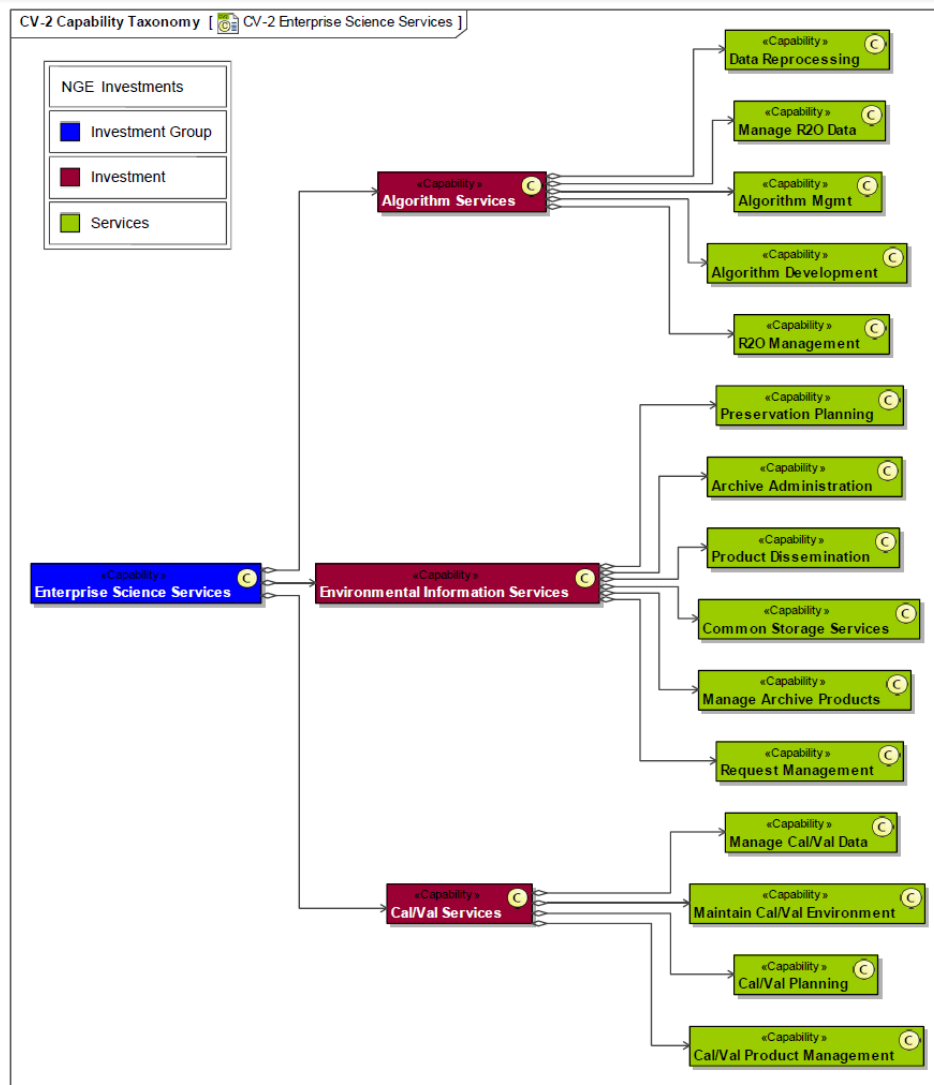 CV-2 Capability Taxonomy [ CV-2 Enterprise Science Services ]
NGE Investments
Investment Group
Investment
Services
«Capability»
Enterprise Science Services
C
«Capability»
Algorithm Services
C
«Capability»
Data Reprocessing
C
«Capability»
Manage R2O Data
C
«Capability»
Algorithm Mgmt
C
«Capability»
Algorithm Development
C
«Capability»
R2O Management
C
«Capability»
Environmental Information Services
C
«Capability»
Preservation Planning
C
«Capability»
Archive Administration
C
«Capability»
Product Dissemination
C
«Capability»
Common Storage Services
C
«Capability»
Manage Archive Products
C
«Capability»
Request Management
C
«Capability»
Cal/Val Services
C
«Capability»
Manage Cal/Val Data
C
«Capability»
Maintain Cal/Val Environment
C
«Capability»
Cal/Val Planning
C
«Capability»
Cal/Val Product Management
C